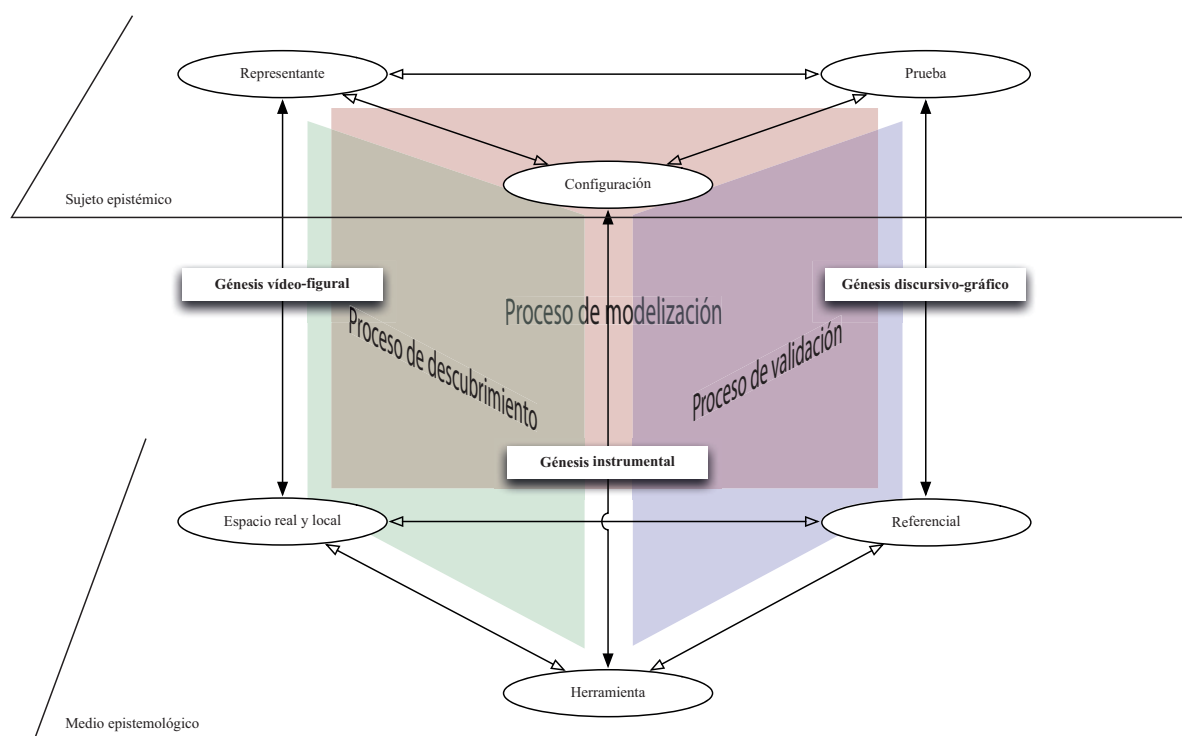 Representante
Prueba
Configuración
Sujeto epistémico
Génesis vídeo-figural
Génesis discursivo-gráfico
Proceso de modelización
Proceso de descubrimiento
Proceso de validación
Génesis instrumental
Espacio real y local
Referencial
Herramienta
Medio epistemológico